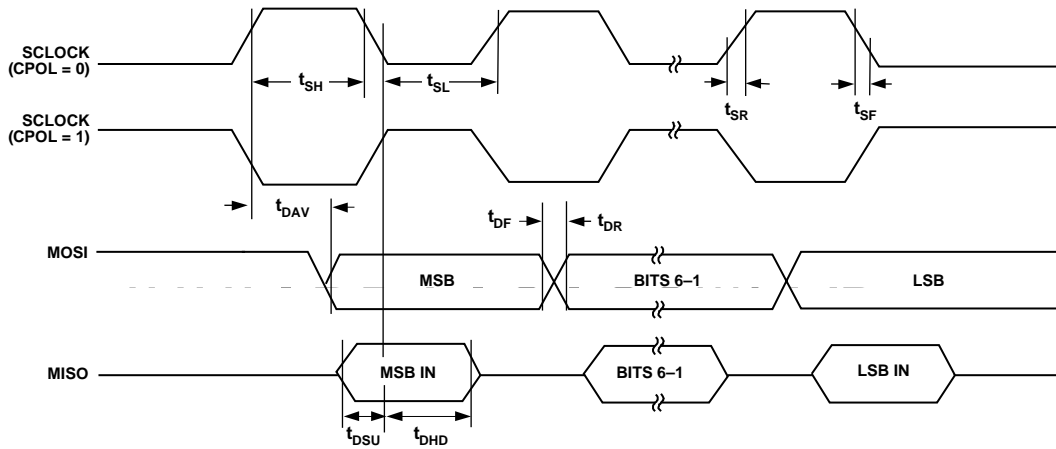 SCLOCK
(CPOL = 0)
tSH
tSL
tSR
tSF
SCLOCK
(CPOL = 1)
tDAV
tDF
tDR
MOSI
MSB
BITS 6–1
LSB
MISO
MSB IN
BITS 6–1
LSB IN
tDSU
tDHD